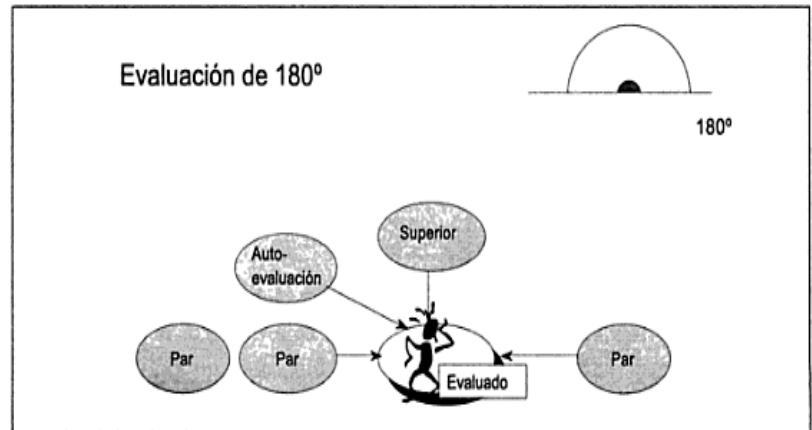 Evaluación de 180º
180º
Superior
Auto-
evaluación
Par
Par
Evaluado
Par